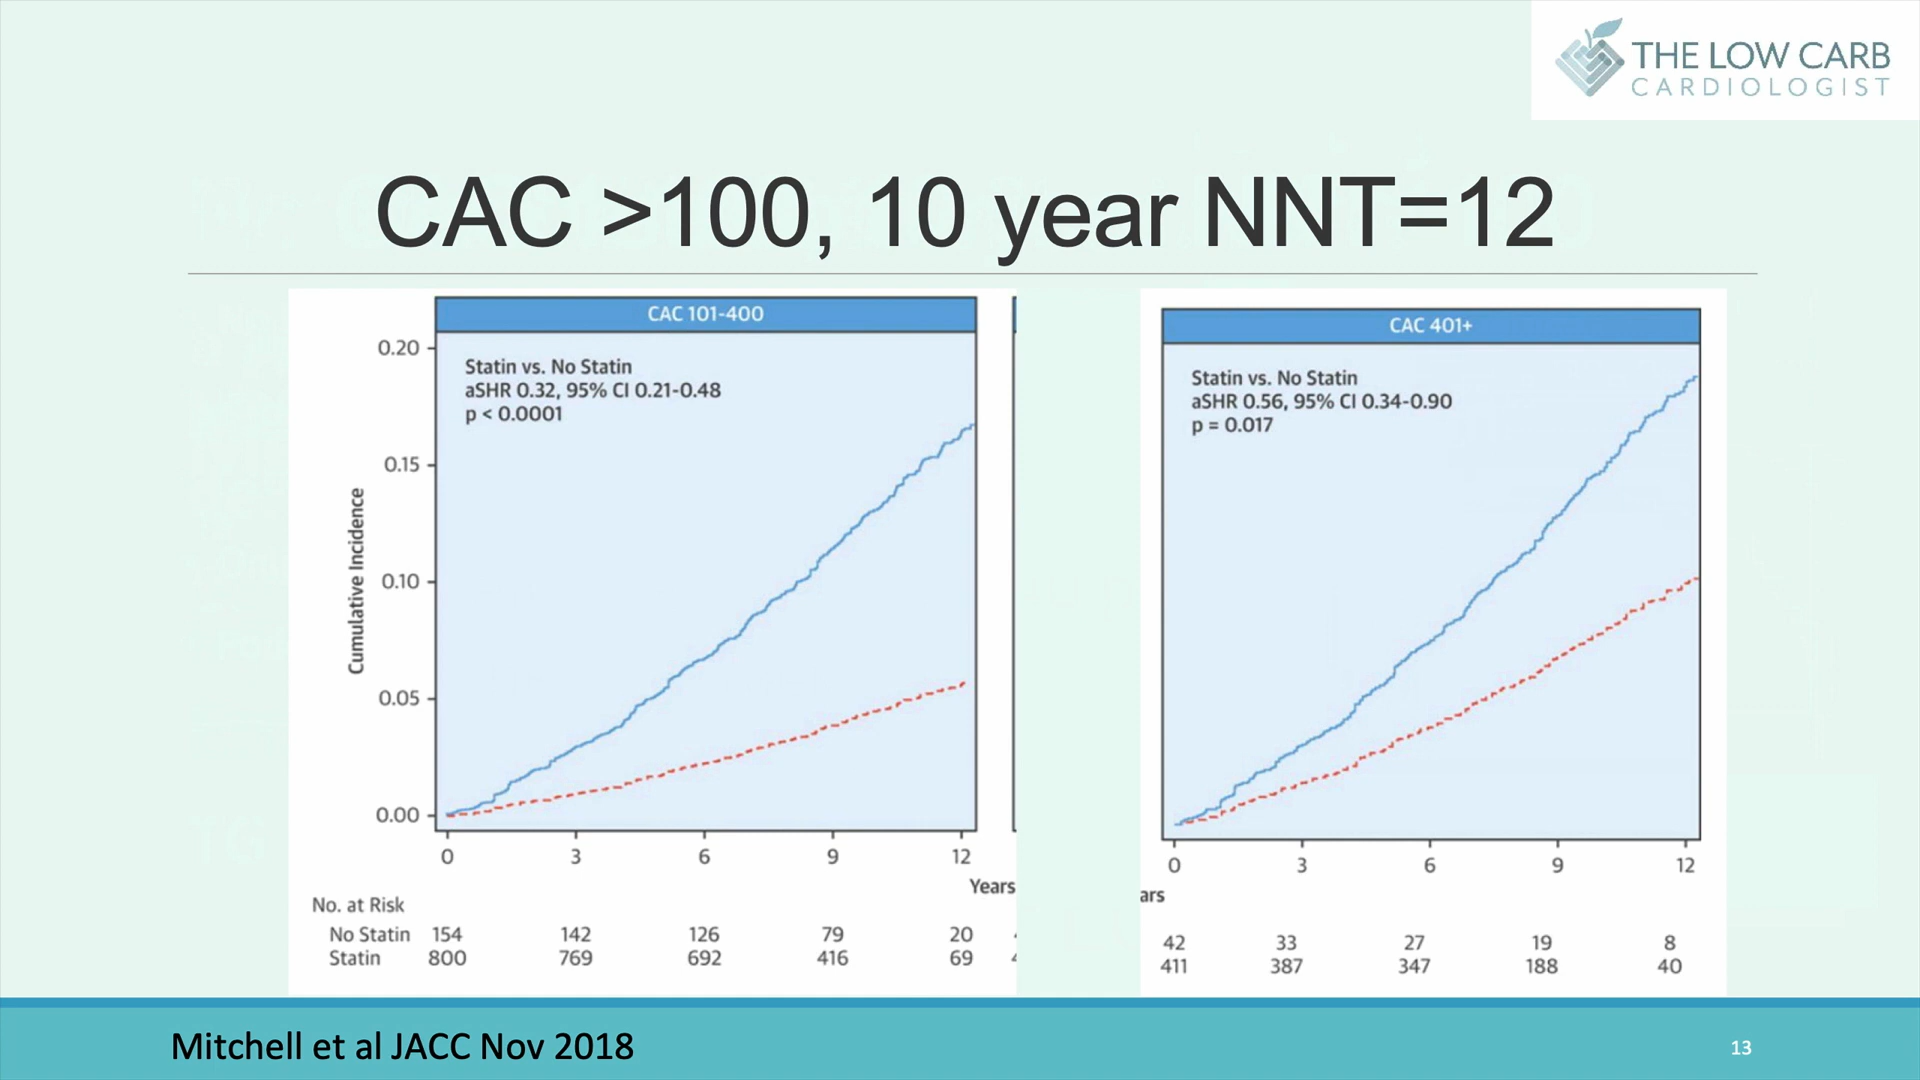 THE LOW CARB
CARDIOLOGIST
CAC >100, 10 year NNT=12
CAC 101-400
Statin vs. No Statin
aSHR 0.32, 95% CI 0.21-0.48
p < 0.0001
Cumulative Incidence
0.20
0.15
0.10
0.05
0.00
0 3 6 9 12
Years
No. at Risk
No Statin 154 142 126 79 20
Statin 800 769 692 416 69
CAC 401+
Statin vs. No Statin
aSHR 0.56, 95% CI 0.34-0.90
p = 0.017
0 3 6 9 12
ars
42 33 27 19 8
411 387 347 188 40
Mitchell et al JACC Nov 2018
13